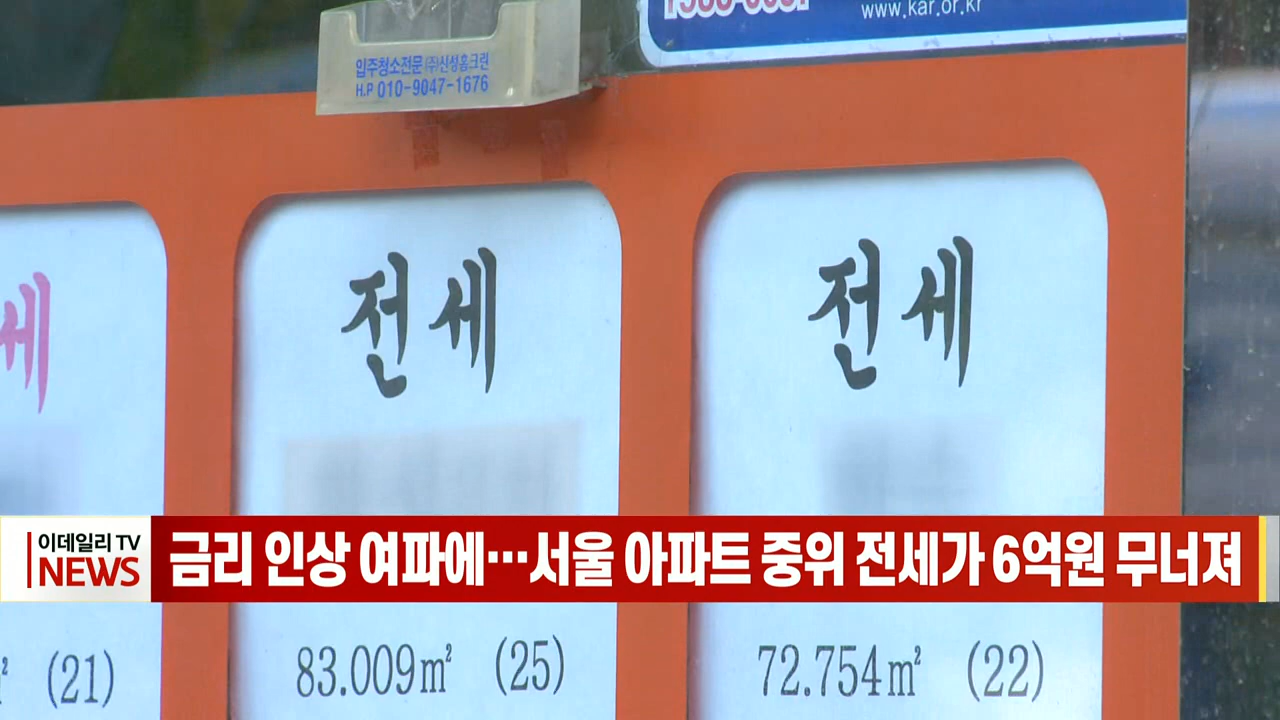 www.kar.or.kr
입주청소전문 (주)신성홈크린
H.P 010-9047-1676
세
전세
전세
이데일리 TV
NEWS
금리 인상 여파에…서울 아파트 중위 전세가 6억원 무너져
㎡ (21)
83.009㎡ (25)
72.754㎡ (22)